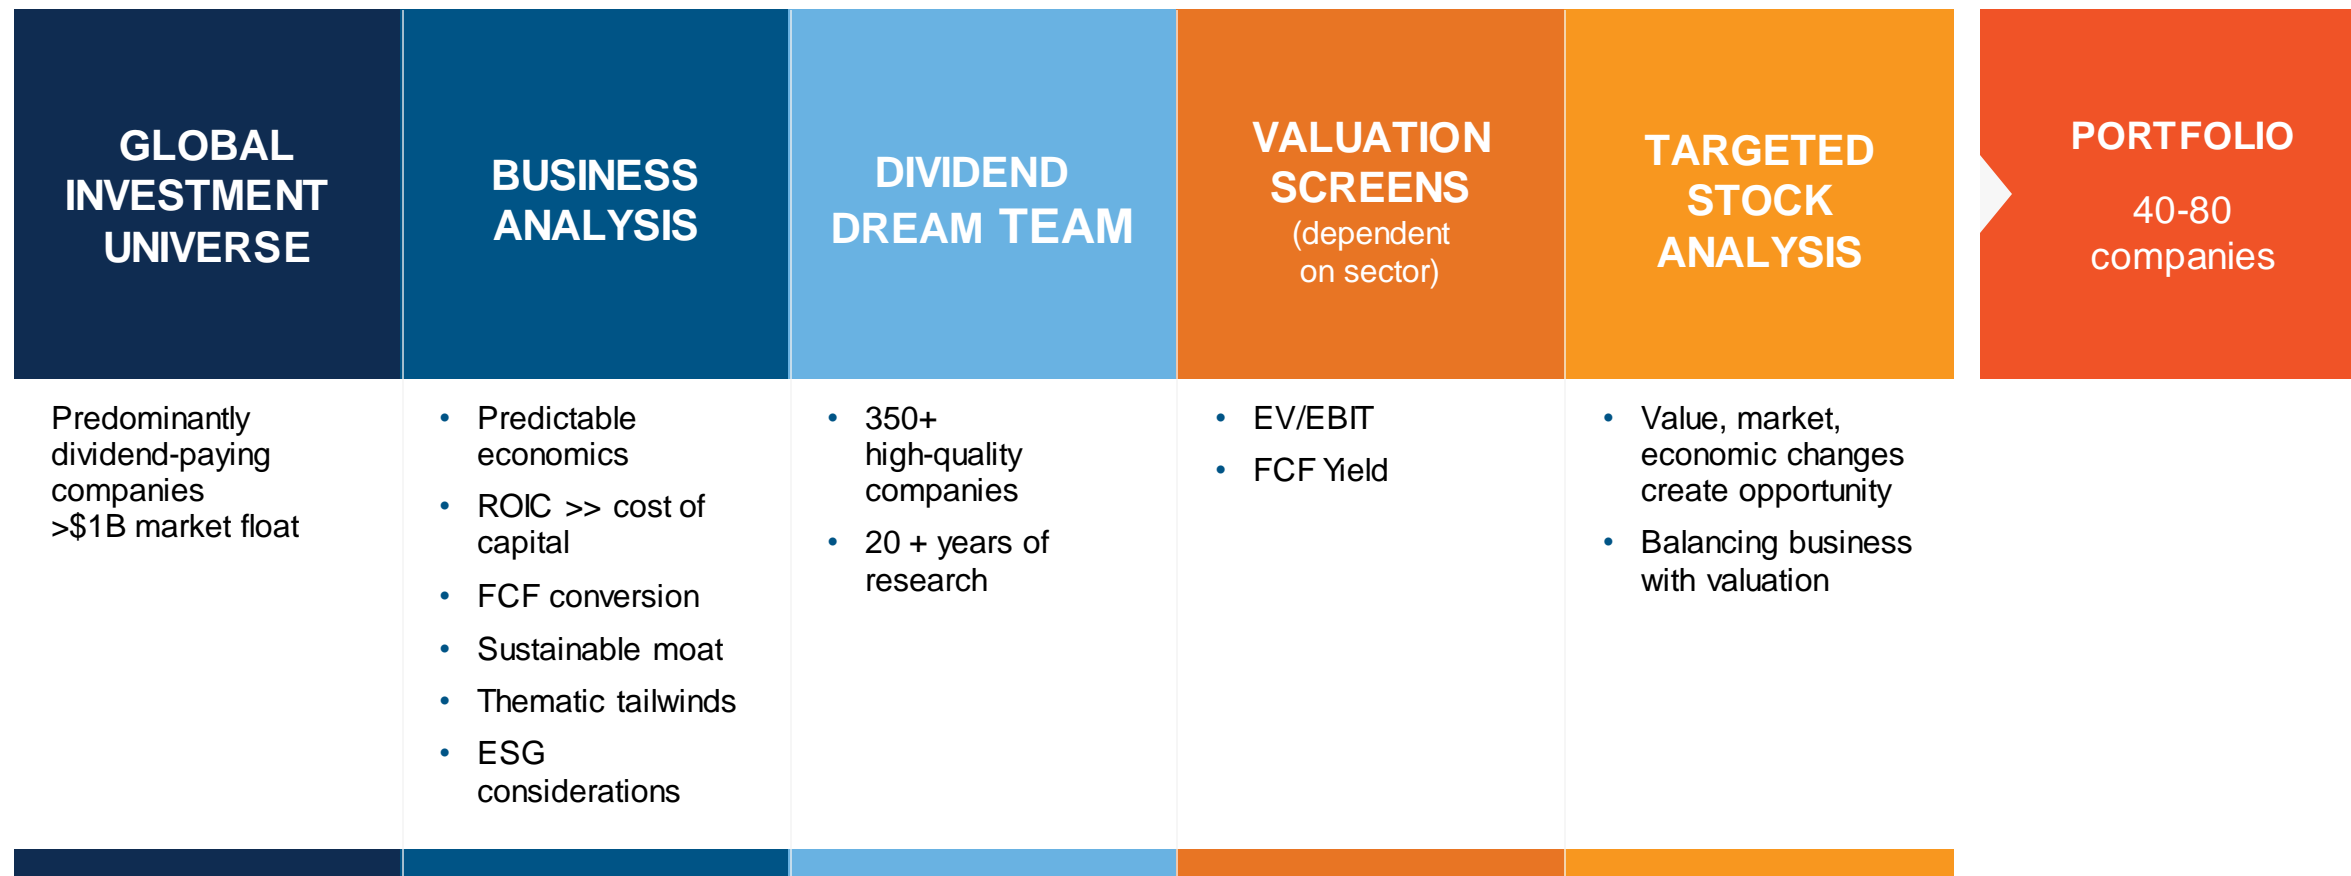 GLOBAL
INVESTMENT
UNIVERSE
Predominantly
dividend-paying
companies
>$1B market float
BUSINESS
ANALYSIS
• Predictable
economics
• ROIC >> cost of
capital
• FCF conversion
• Sustainable moat
• Thematic tailwinds
• ESG
considerations
DIVIDEND
DREAM TEAM
• 350+
high-quality
companies
• 20 + years of
research
VALUATION
SCREENS
(dependent
on sector)
• EV/EBIT
• FCF Yield
TARGETED
STOCK
ANALYSIS
• Value, market,
economic changes
create opportunity
• Balancing business
with valuation
PORTFOLIO
40-80
companies